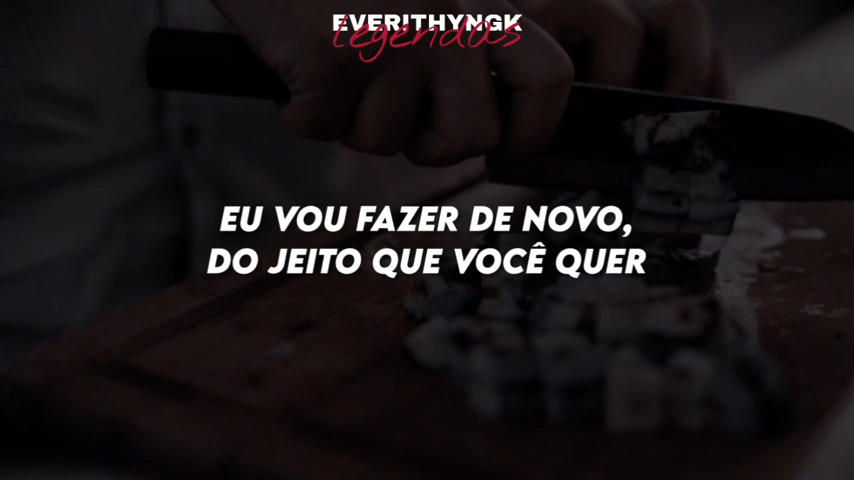 EVERITHYNGK
legendas
EU VOU FAZER DE NOVO,
DO JEITO QUE VOCÊ QUER